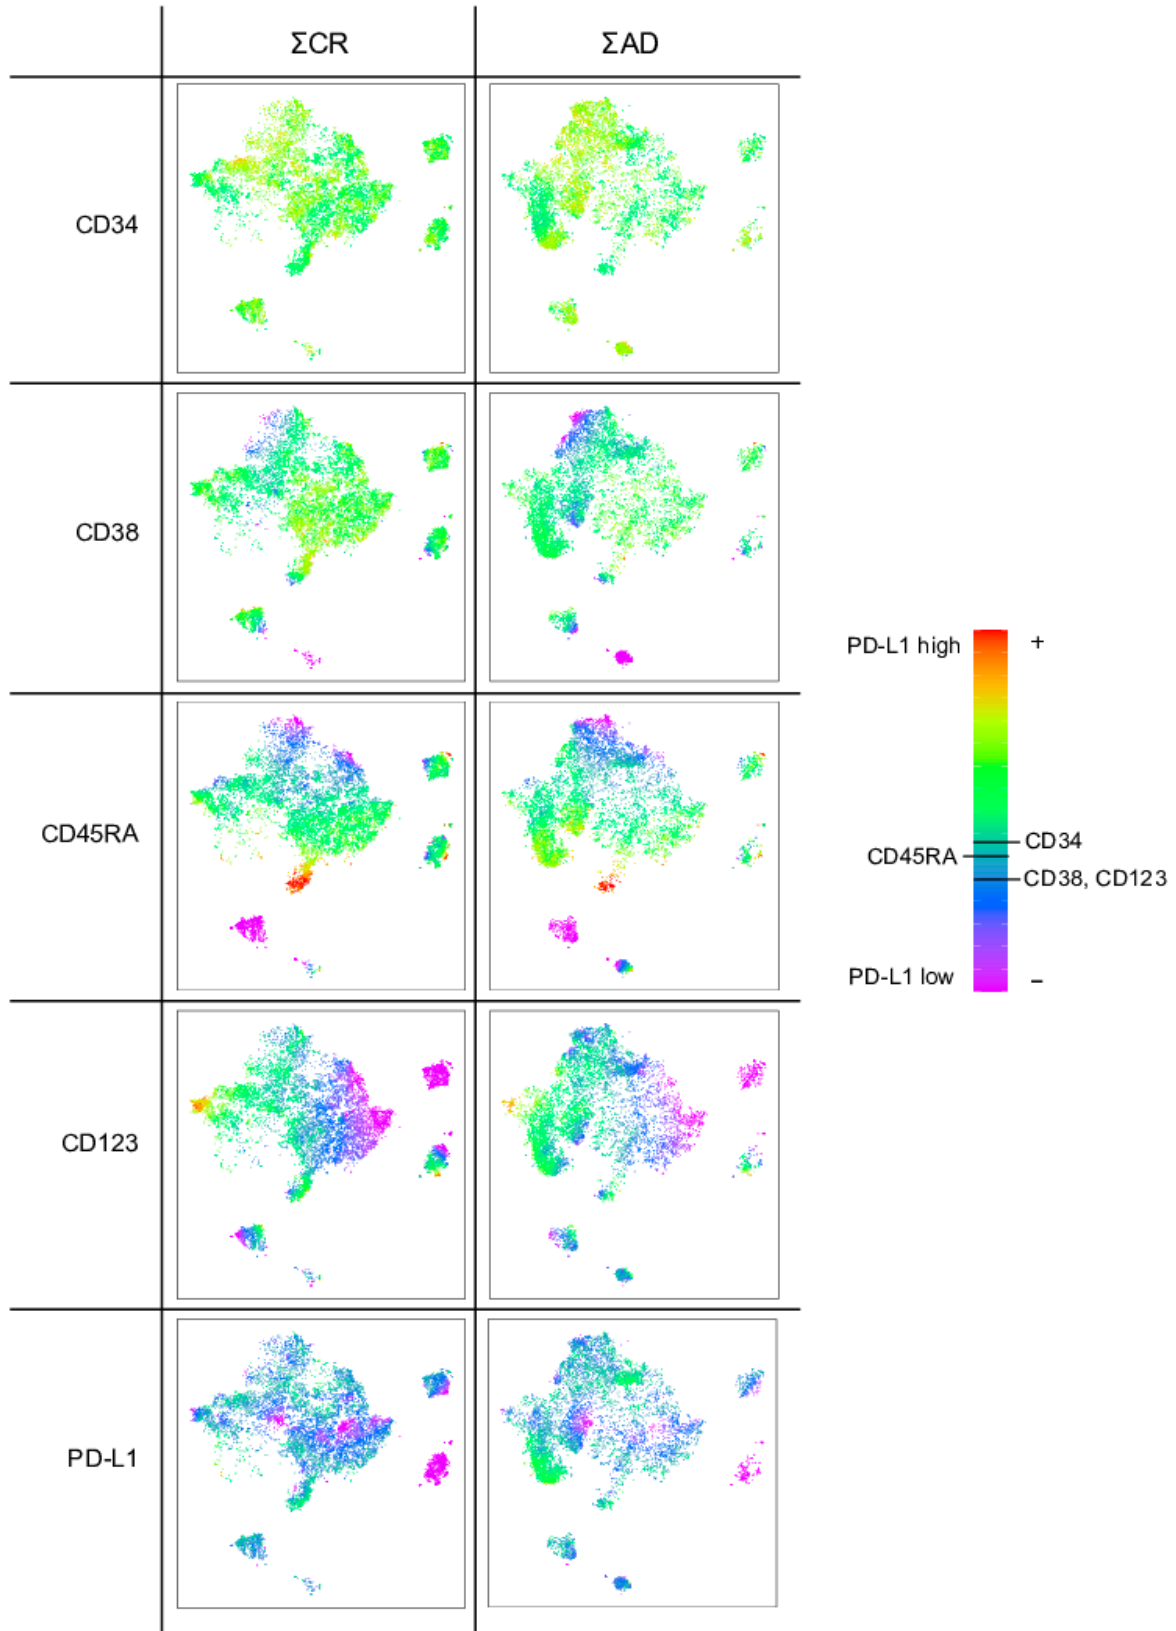 ΣCR ΣAD
CD34
CD38
CD45RA
CD123
PD-L1
PD-L1 high +
CD34
CD45RA
CD38, CD123
PD-L1 low −